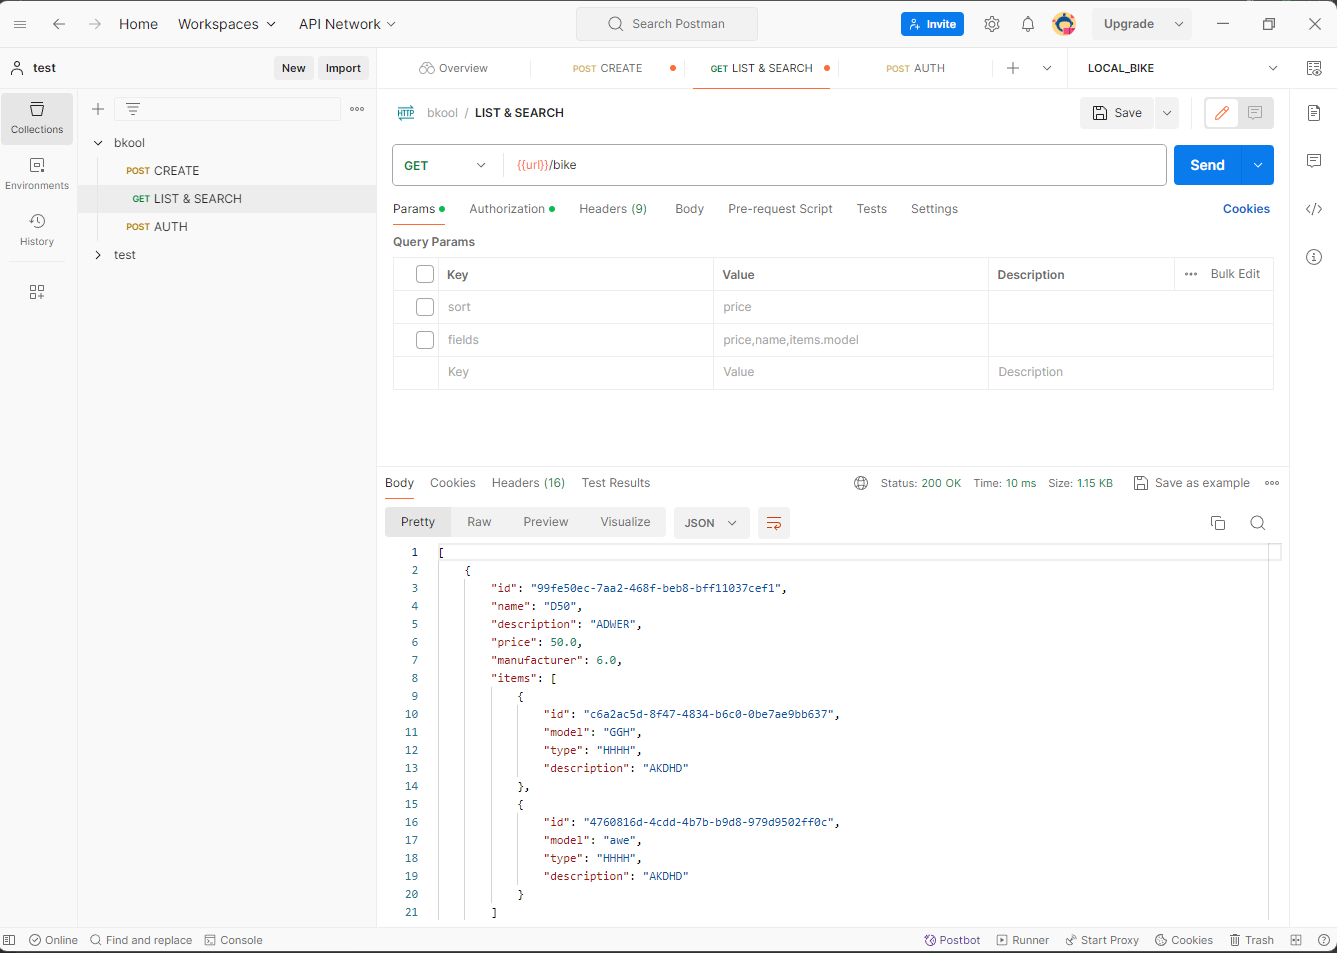 Home Workspaces API Network Search Postman Invite Upgrade
test New Import Overview POST CREATE GET LIST & SEARCH POST AUTH LOCAL_BIKE
Collections
Environments
History
bkool
POST CREATE
GET LIST & SEARCH
POST AUTH
test
HTTP bkool / LIST & SEARCH Save
GET {{url}}/bike Send
Params Authorization Headers (9) Body Pre-request Script Tests Settings Cookies
Query Params
Key Value Description Bulk Edit
sort price
fields price,name,items.model
Key Value Description
Body Cookies Headers (16) Test Results Status: 200 OK Time: 10 ms Size: 1.15 KB Save as example
Pretty Raw Preview Visualize JSON
1 [
2 {
3 "id": "99fe50ec-7aa2-468f-beb8-bff11037cef1",
4 "name": "D50",
5 "description": "ADWER",
6 "price": 50.0,
7 "manufacturer": 6.0,
8 "items": [
9 {
10 "id": "c6a2ac5d-8f47-4834-b6c0-0be7ae9bb637",
11 "model": "GGH",
12 "type": "HHHH",
13 "description": "AKDHD"
14 },
15 {
16 "id": "4760816d-4cdd-4b7b-b9d8-979d9502ff0c",
17 "model": "awe",
18 "type": "HHHH",
19 "description": "AKDHD"
20 }
21 ]
Online Find and replace Console Postbot Runner Start Proxy Cookies Trash